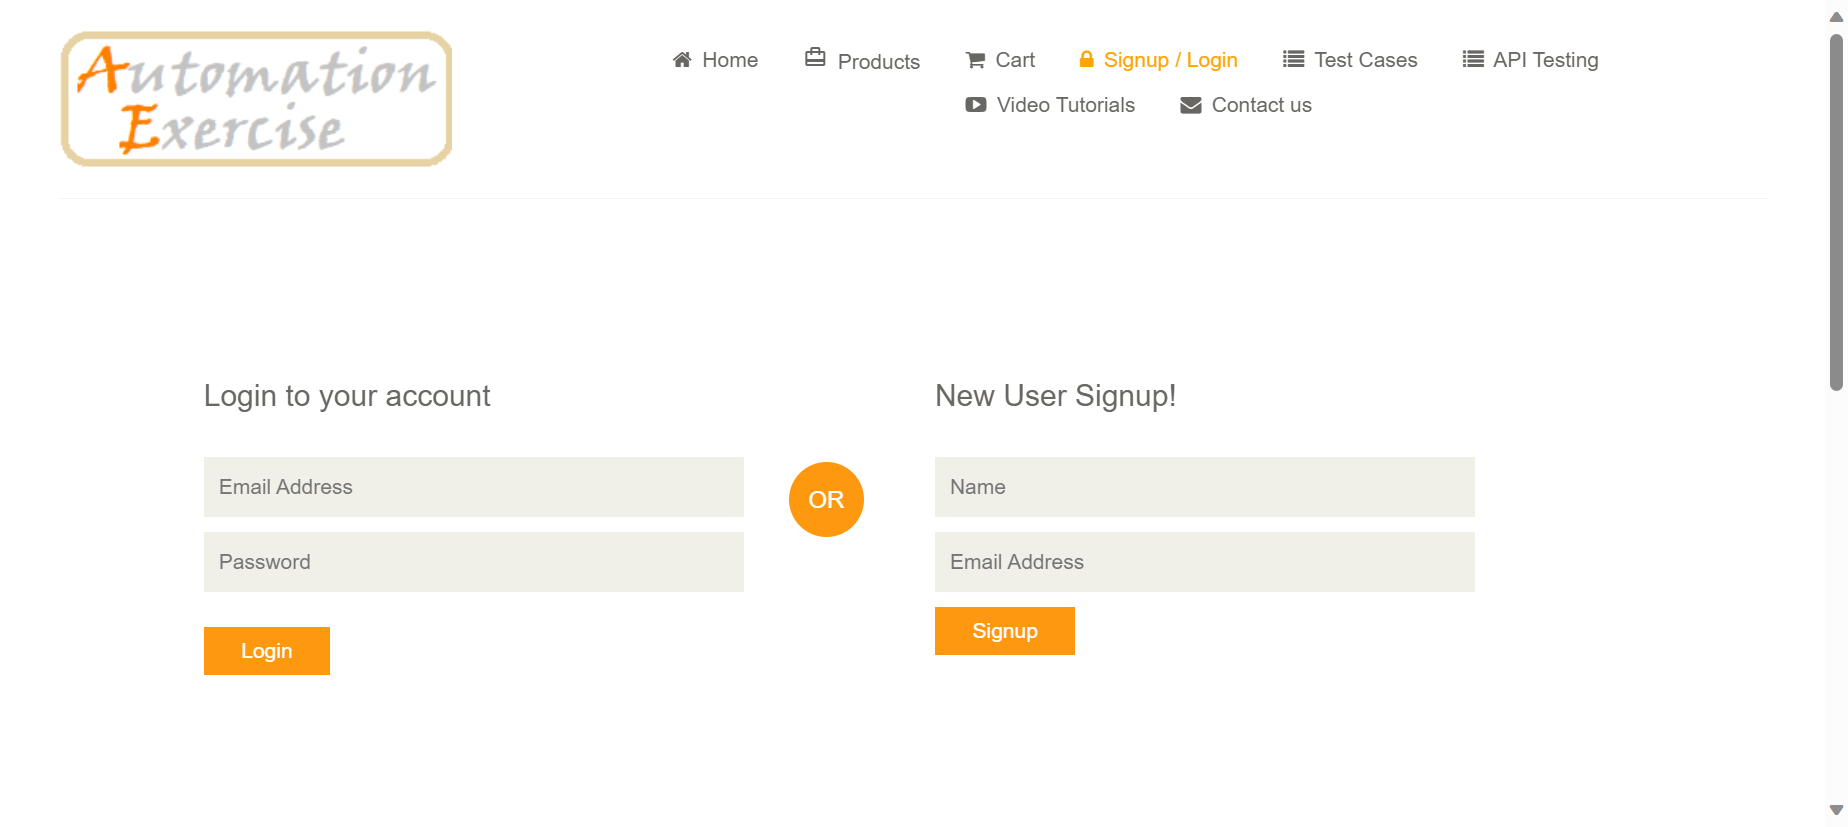 Automation
Exercise
Home Products Cart Signup / Login Test Cases API Testing
Video Tutorials Contact us
Login to your account
Email Address
Password
Login
OR
New User Signup!
Name
Email Address
Signup